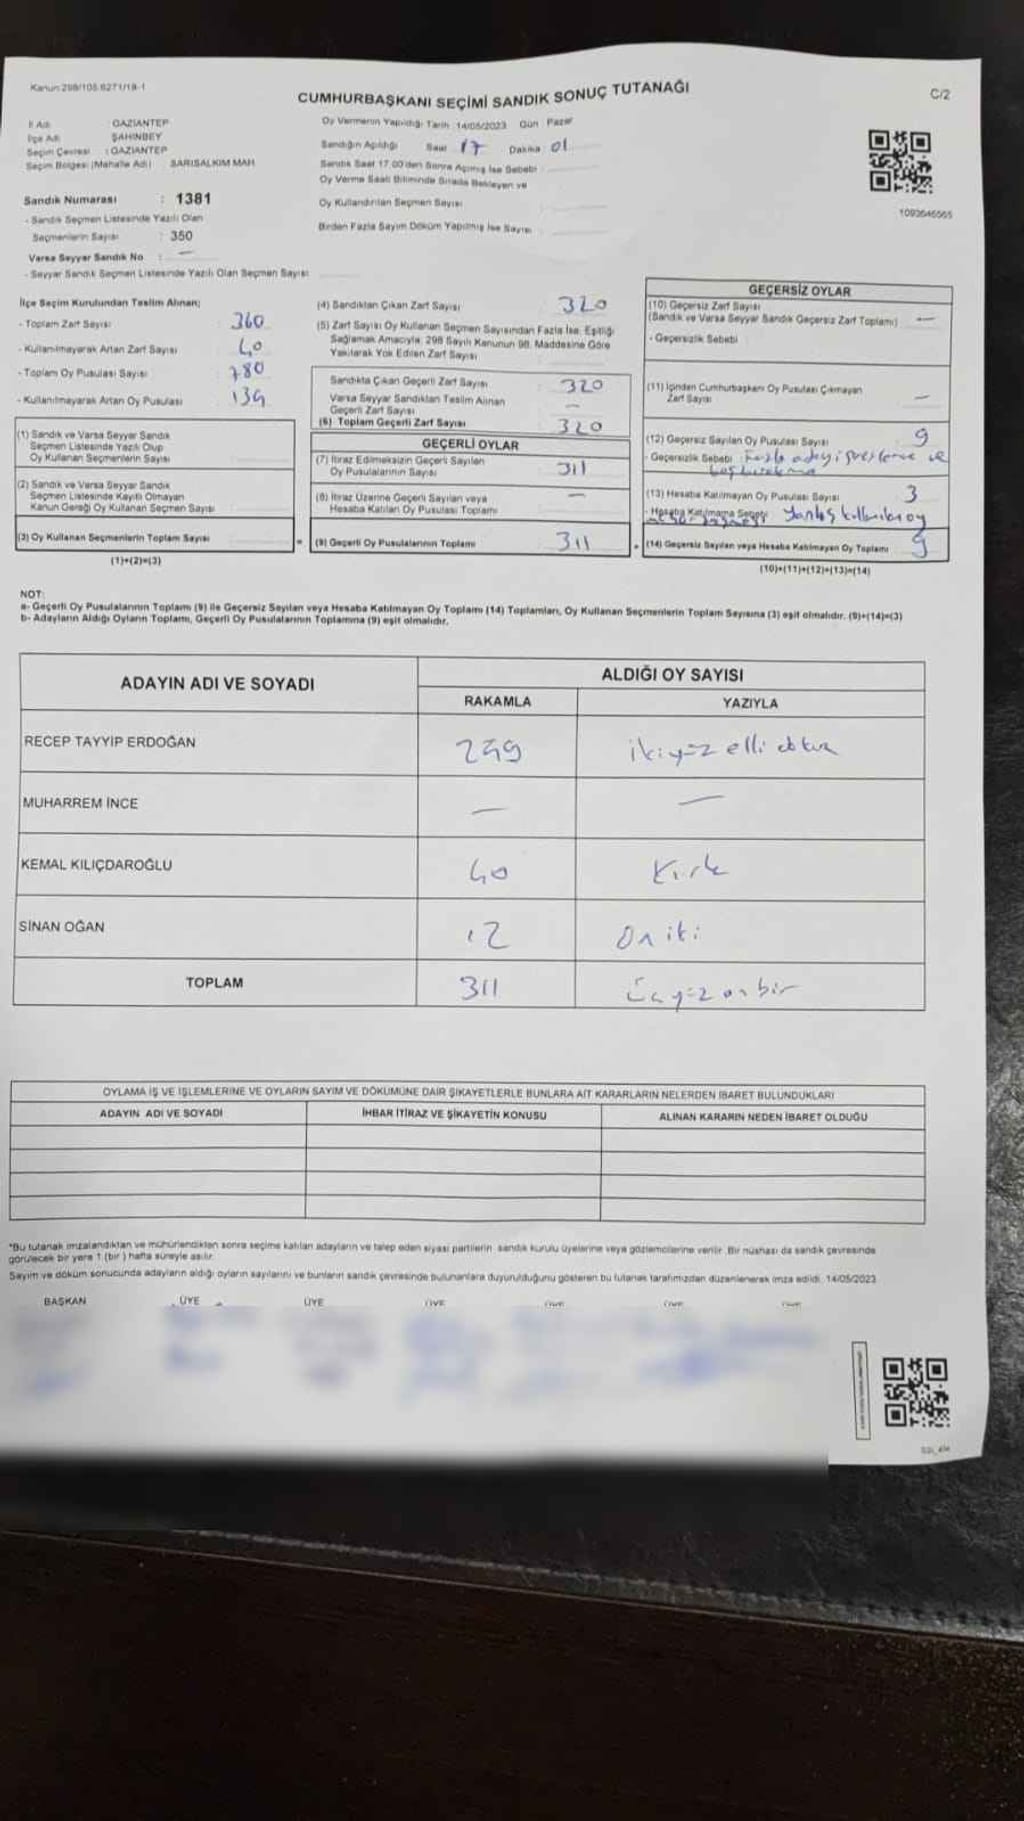 Kanun:298/105.6271/19-1
CUMHURBAŞKANI SEÇİMİ SANDIK SONUÇ TUTANAĞI
C/2
İl Adı GAZİANTEP
İlçe Adı ŞAHİNBEY
Seçim Çevresi : GAZİANTEP
Seçim Bölgesi (Mahalle Adı) SARISALKIM MAH
Sandık Numarası : 1381
- Sandık Seçmen Listesinde Yazılı Olan
Seçmenlerin Sayısı : 350
Varsa Seyyar Sandık No : —
- Seyyar Sandık Seçmen Listesinde Yazılı Olan Seçmen Sayısı
Oy Vermenin Yapıldığı Tarih :14/05/2023 Gün Pazar
Sandığın Açıldığı Saat 17 Dakika 01
Sandık Saat 17.00'den Sonra Açılmış İse Sebebi
Oy Verme Saati Bitiminde Sırada Bekleyen ve
Oy Kullandırılan Seçmen Sayısı
Birden Fazla Sayım Döküm Yapılmış İse Sayısı
1093646565
İlçe Seçim Kurulundan Teslim Alınan;
- Toplam Zarf Sayısı 360
- Kullanılmayarak Artan Zarf Sayısı 40
- Toplam Oy Pusulası Sayısı 780
- Kullanılmayarak Artan Oy Pusulası 139
(1) Sandık ve Varsa Seyyar Sandık
Seçmen Listesinde Yazılı Olup
Oy Kullanan Seçmenlerin Sayısı
(2) Sandık ve Varsa Seyyar Sandık
Seçmen Listesinde Kayıtlı Olmayan
Kanun Gereği Oy Kullanan Seçmen Sayısı
(3) Oy Kullanan Seçmenlerin Toplam Sayısı
(1)+(2)=(3)
(4) Sandıktan Çıkan Zarf Sayısı 320
(5) Zarf Sayısı Oy Kullanan Seçmen Sayısından Fazla İse, Eşitliği
Sağlamak Amacıyla, 298 Sayılı Kanunun 98. Maddesine Göre
Yakılarak Yok Edilen Zarf Sayısı
Sandıkta Çıkan Geçerli Zarf Sayısı 320
Varsa Seyyar Sandıktan Teslim Alınan
Geçerli Zarf Sayısı —
(6) Toplam Geçerli Zarf Sayısı 320
GEÇERLİ OYLAR
(7) İtiraz Edilmeksizin Geçerli Sayılan
Oy Pusulalarının Sayısı 311
(8) İtiraz Üzerine Geçerli Sayılan veya
Hesaba Katılan Oy Pusulası Toplamı —
(9) Geçerli Oy Pusulalarının Toplamı 311
GEÇERSİZ OYLAR
(10) Geçersiz Zarf Sayısı
(Sandık ve Varsa Seyyar Sandık Geçersiz Zarf Toplamı) —
- Geçersizlik Sebebi
(11) İçinden Cumhurbaşkanı Oy Pusulası Çıkmayan
Zarf Sayısı —
(12) Geçersiz Sayılan Oy Pusulası Sayısı 9
- Geçersizlik Sebebi : Fazla adayı işaretleme ve
boş bırakma
(13) Hesaba Katılmayan Oy Pusulası Sayısı 3
- Hesaba Katılmama Sebebi Yanlış kullanılan oy
(14) Geçersiz Sayılan veya Hesaba Katılmayan Oy Toplamı 9
(10)+(11)+(12)+(13)=(14)
NOT:
a- Geçerli Oy Pusulalarının Toplamı (9) ile Geçersiz Sayılan veya Hesaba Katılmayan Oy Toplamı (14) Toplamları, Oy Kullanan Seçmenlerin Toplam Sayısına (3) eşit olmalıdır. (9)+(14)=(3)
b- Adayların Aldığı Oyların Toplamı, Geçerli Oy Pusulalarının Toplamına (9) eşit olmalıdır.
ADAYIN ADI VE SOYADI
ALDIĞI OY SAYISI
RAKAMLA YAZIYLA
RECEP TAYYİP ERDOĞAN 259 ikiyüz elli dokuz
MUHARREM İNCE — —
KEMAL KILIÇDAROĞLU 40 Kırk
SİNAN OĞAN 12 On iki
TOPLAM 311 Üçyüz on bir
OYLAMA İŞ VE İŞLEMLERİNE VE OYLARIN SAYIM VE DÖKÜMÜNE DAİR ŞİKAYETLERLE BUNLARA AİT KARARLARIN NELERDEN İBARET BULUNDUKLARI
ADAYIN ADI VE SOYADI İHBAR İTİRAZ VE ŞİKAYETİN KONUSU ALINAN KARARIN NEDEN İBARET OLDUĞU
*Bu tutanak imzalandıktan ve mühürlendikten sonra seçime katılan adayların ve talep eden siyasi partilerin sandık kurulu üyelerine veya gözlemcilerine verilir. Bir nüshası da sandık çevresinde
görülecek bir yere 1 (bir) hafta süreyle asılır.
Sayım ve döküm sonucunda adayların aldığı oyların sayılarını ve bunların sandık çevresinde bulunanlara duyurulduğunu gösteren bu tutanak tarafımızdan düzenlenerek imza edildi. 14/05/2023
BAŞKAN ÜYE ÜYE ÜYE ÜYE ÜYE ÜYE